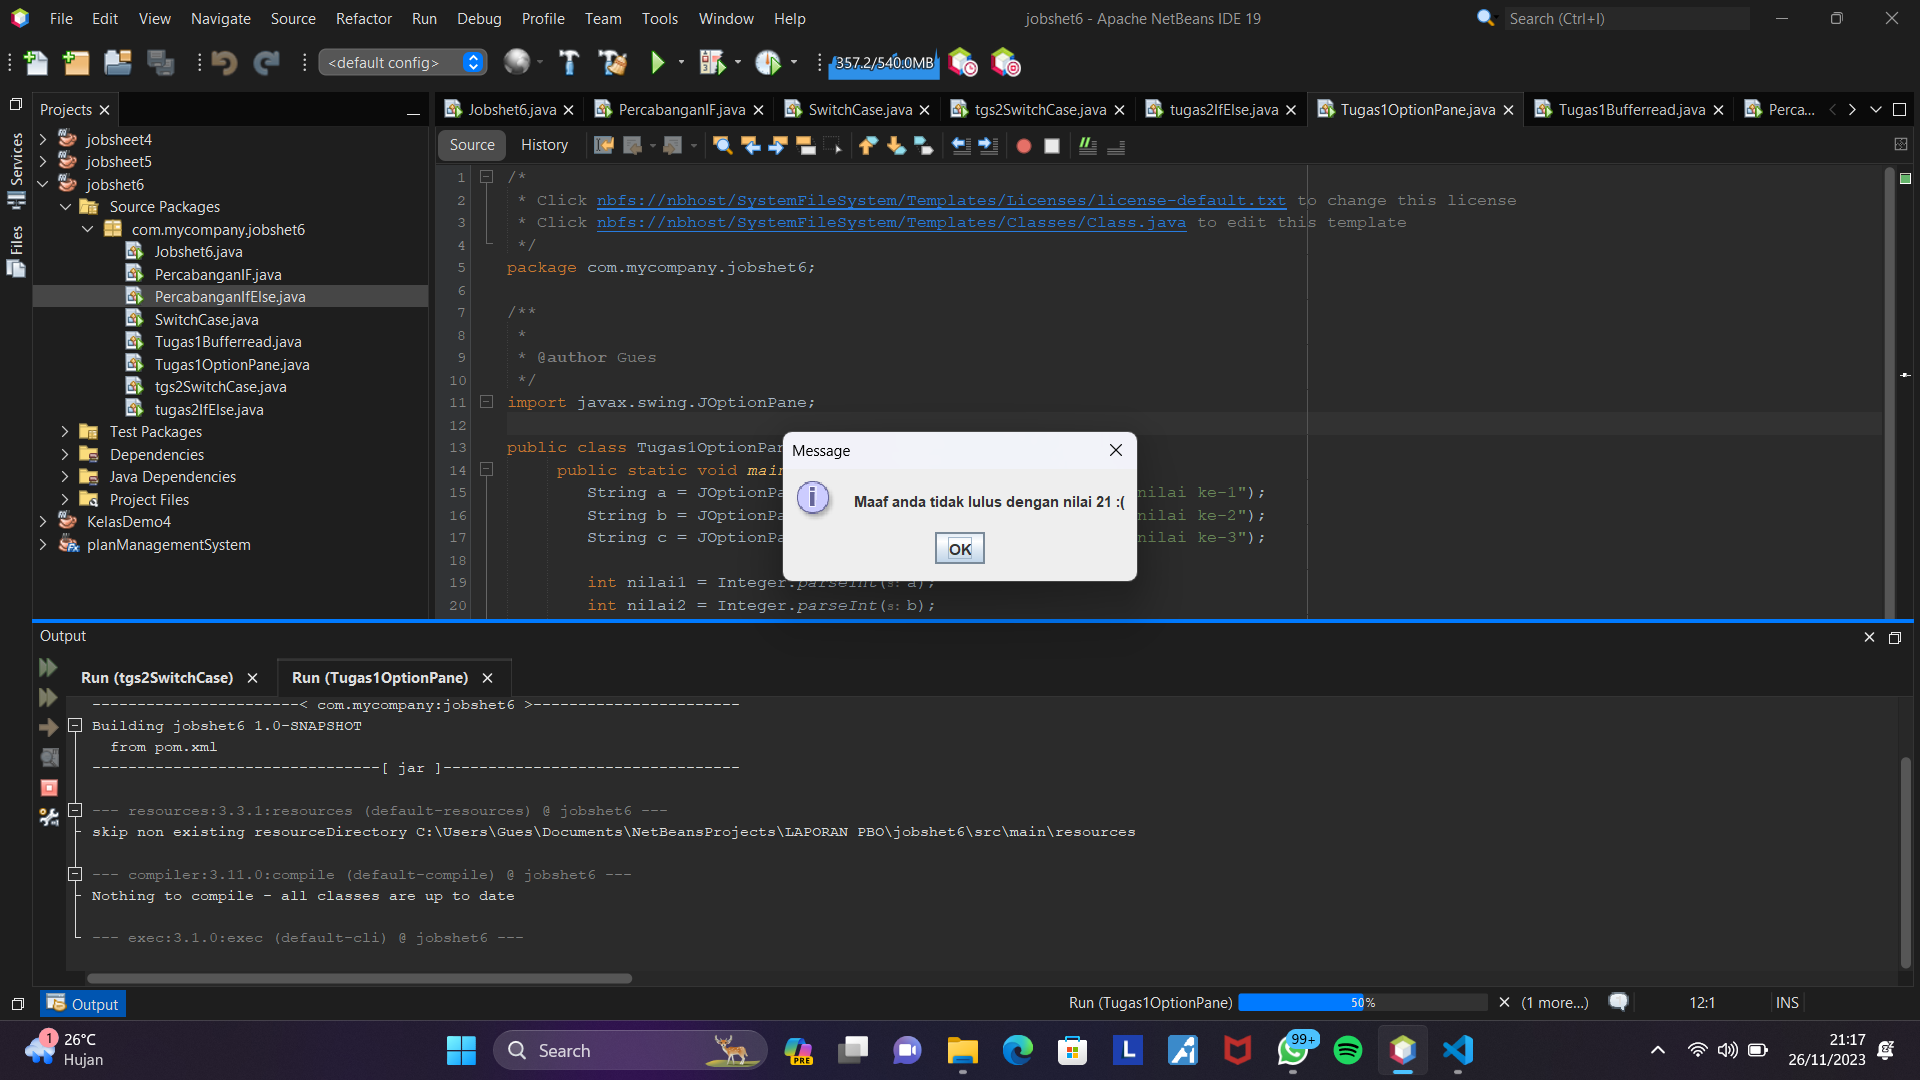 File Edit View Navigate Source Refactor Run Debug Profile Team Tools Window Help
jobshet6 - Apache NetBeans IDE 19
Search (Ctrl+I)
<default config>
357.2/540.0MB
Projects
Services
Files
jobsheet4
jobsheet5
jobshet6
Source Packages
com.mycompany.jobshet6
Jobshet6.java
PercabanganIF.java
PercabanganIfElse.java
SwitchCase.java
Tugas1Bufferread.java
Tugas1OptionPane.java
tgs2SwitchCase.java
tugas2IfElse.java
Test Packages
Dependencies
Java Dependencies
Project Files
KelasDemo4
planManagementSystem
Jobshet6.java PercabanganIF.java SwitchCase.java tgs2SwitchCase.java tugas2IfElse.java Tugas1OptionPane.java Tugas1Bufferread.java Perca...
Source History
1 /*
2 * Click nbfs://nbhost/SystemFileSystem/Templates/Licenses/license-default.txt to change this license
3 * Click nbfs://nbhost/SystemFileSystem/Templates/Classes/Class.java to edit this template
4 */
5 package com.mycompany.jobshet6;
6
7 /**
8 *
9 * @author Gues
10 */
11 import javax.swing.JOptionPane;
12
13 public class Tugas1OptionPan
14 public static void main
15 String a = JOptionPa nilai ke-1");
16 String b = JOptionPa nilai ke-2");
17 String c = JOptionPa nilai ke-3");
18
19 int nilai1 = Integer.parseInt(s: a);
20 int nilai2 = Integer.parseInt(s: b);
Message
Maaf anda tidak lulus dengan nilai 21 :(
OK
Output
Run (tgs2SwitchCase) Run (Tugas1OptionPane)
-----------------------< com.mycompany:jobshet6 >-----------------------
Building jobshet6 1.0-SNAPSHOT
from pom.xml
--------------------------------[ jar ]---------------------------------
--- resources:3.3.1:resources (default-resources) @ jobshet6 ---
skip non existing resourceDirectory C:\Users\Gues\Documents\NetBeansProjects\LAPORAN PBO\jobshet6\src\main\resources
--- compiler:3.11.0:compile (default-compile) @ jobshet6 ---
Nothing to compile - all classes are up to date
--- exec:3.1.0:exec (default-cli) @ jobshet6 ---
Output
Run (Tugas1OptionPane) 50% (1 more...) 12:1 INS
1
26°C
Hujan
Search
PRE
L
99+
21:17
26/11/2023